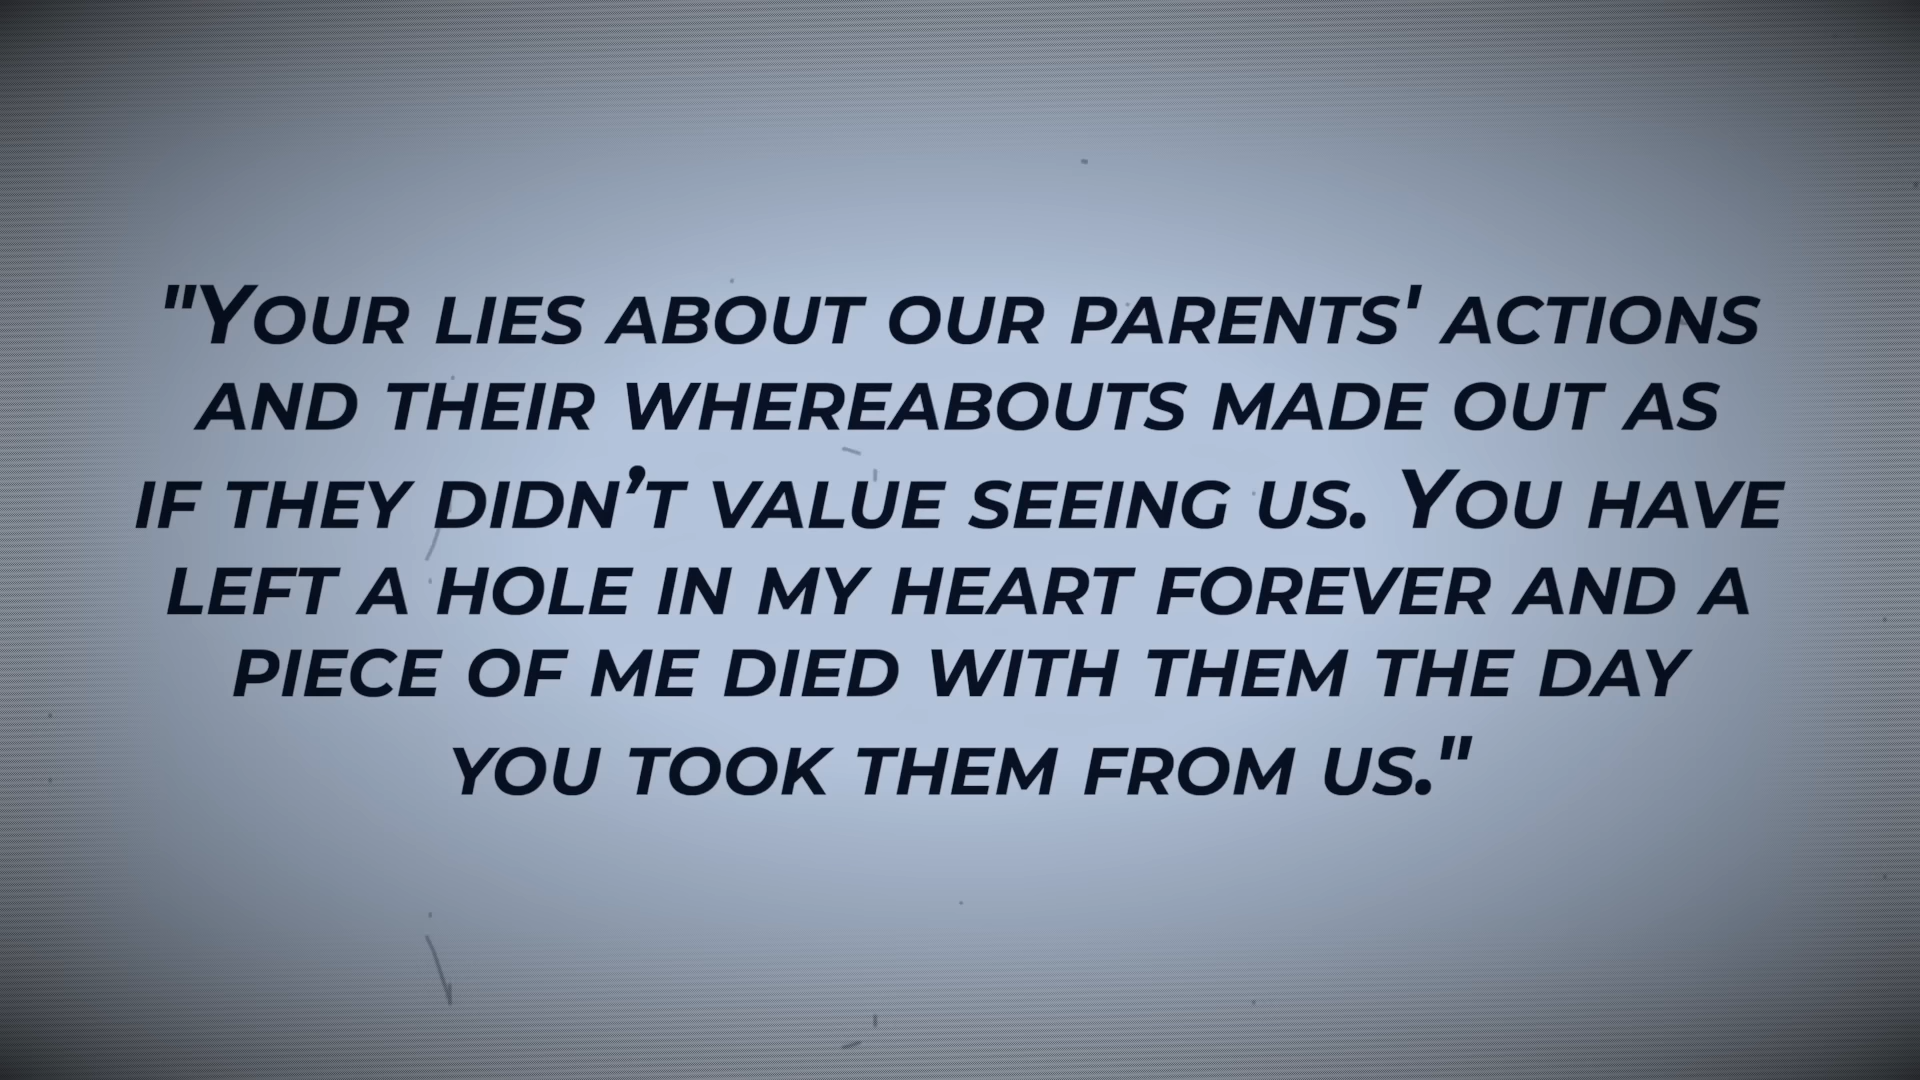 "Your lies about our parents' actions
and their whereabouts made out as
if they didn’t value seeing us. You have
left a hole in my heart forever and a
piece of me died with them the day
you took them from us."